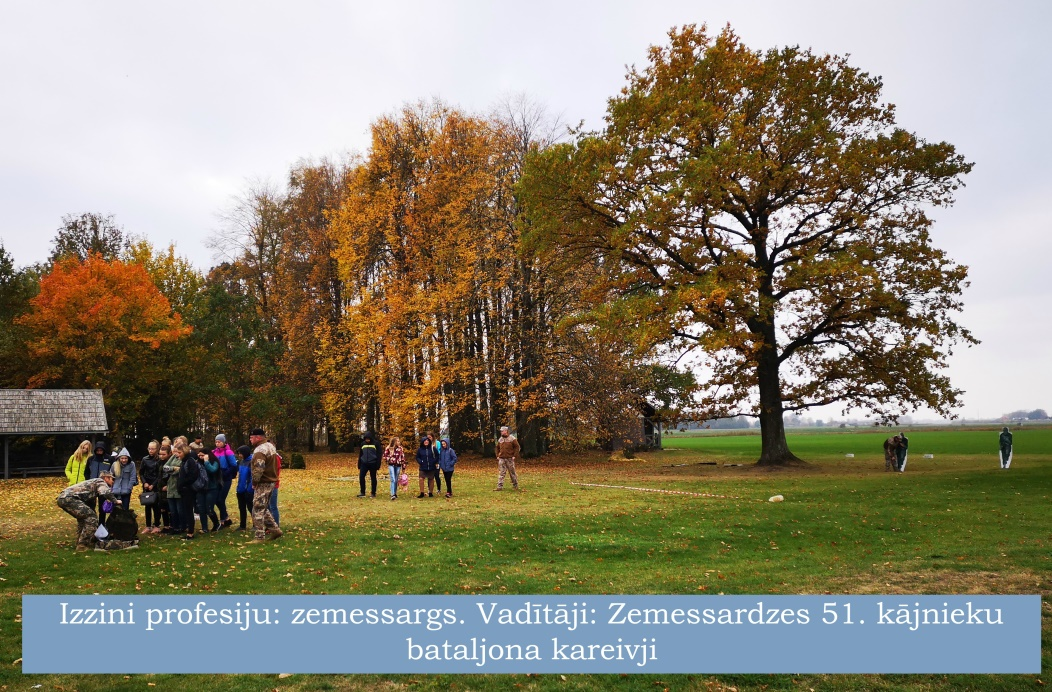 Izzini profesiju: zemessargs. Vadītāji: Zemessardzes 51. kājnieku
bataljona kareivji